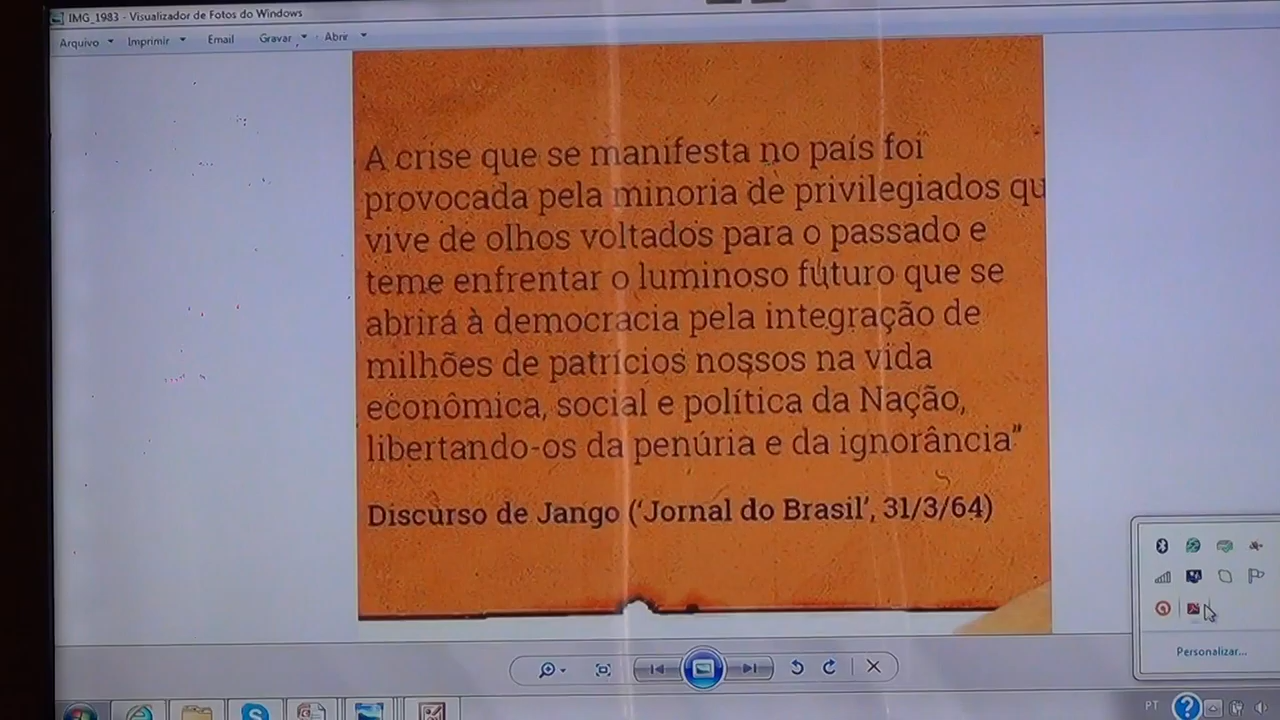 IMG_1983 - Visualizador de Fotos do Windows
Arquivo Imprimir Email Gravar Abrir
A crise que se manifesta no país foi
provocada pela minoria de privilegiados qu
vive de olhos voltados para o passado e
teme enfrentar o luminoso futuro que se
abrirá à democracia pela integração de
milhões de patrícios nossos na vida
econômica, social e política da Nação,
libertando-os da penúria e da ignorância”
Discurso de Jango (‘Jornal do Brasil’, 31/3/64)
Personalizar...
PT